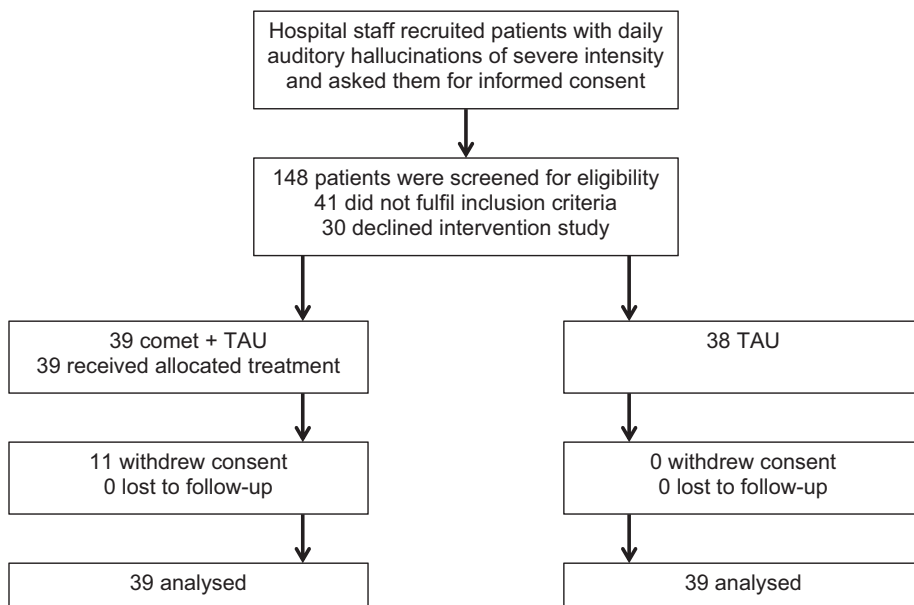 Hospital staff recruited patients with daily
auditory hallucinations of severe intensity
and asked them for informed consent
148 patients were screened for eligibility
41 did not fulfil inclusion criteria
30 declined intervention study
39 comet + TAU
39 received allocated treatment
38 TAU
11 withdrew consent
0 lost to follow-up
0 withdrew consent
0 lost to follow-up
39 analysed
39 analysed